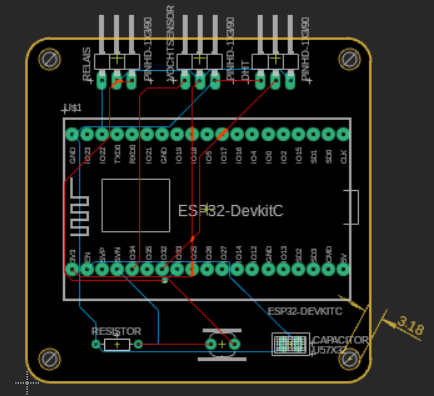 RELAIS
PINHD-1X3/90
VOCHTSENSOR
PINHD-1X3/90
DHT
PINHD-1X3/90
U$1
GND
IO23
IO22
TXD0
RXD0
IO21
GND
IO19
IO18
IO5
IO17
IO16
IO4
IO0
IO2
IO15
SD1
SD0
CLK
ESP32-DevkitC
3V3
EN
SVP
SVN
IO34
IO35
IO32
IO33
IO25
IO26
IO27
IO14
IO12
GND
IO13
SD2
SD3
CMD
5V
ESP32-DEVKITC
RESISTOR
CAPACITOR
U57X32
3.18